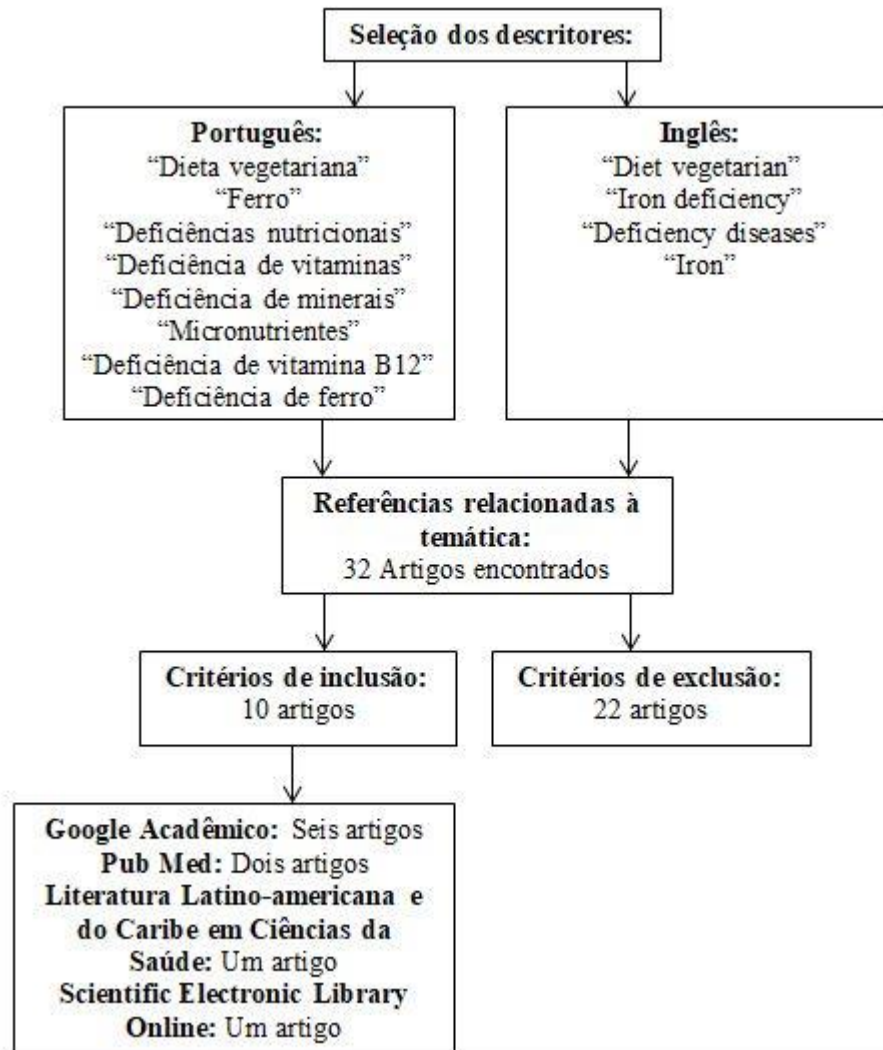 Seleção dos descritores:
Português:
“Dieta vegetariana”
“Ferro”
“Deficiências nutricionais”
“Deficiência de vitaminas”
“Deficiência de minerais”
“Micronutrientes”
“Deficiência de vitamina B12”
“Deficiência de ferro”
Inglês:
“Diet vegetarian”
“Iron deficiency”
“Deficiency diseases”
“Iron”
Referências relacionadas à
temática:
32 Artigos encontrados
Critérios de inclusão:
10 artigos
Critérios de exclusão:
22 artigos
Google Acadêmico: Seis artigos
Pub Med: Dois artigos
Literatura Latino-americana e
do Caribe em Ciências da
Saúde: Um artigo
Scientific Electronic Library
Online: Um artigo